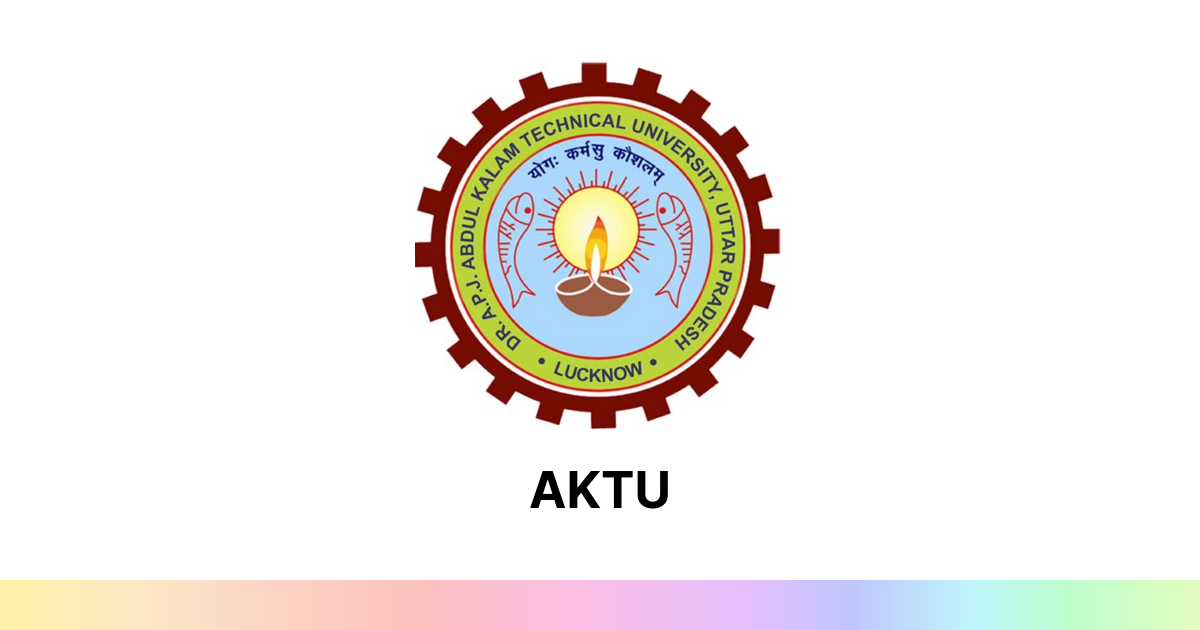 DR. A.P.J. ABDUL KALAM TECHNICAL UNIVERSITY, UTTAR PRADESH
योगः कर्मसु कौशलम्
• LUCKNOW •
AKTU